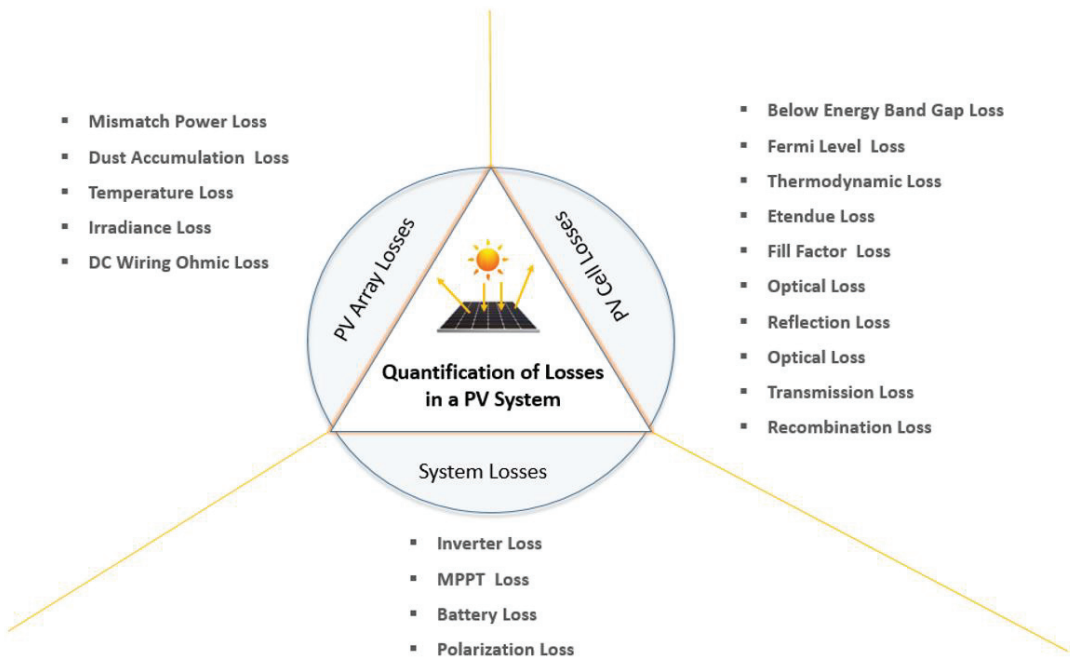 Mismatch Power Loss
Dust Accumulation Loss
Temperature Loss
Irradiance Loss
DC Wiring Ohmic Loss
Below Energy Band Gap Loss
Fermi Level Loss
Thermodynamic Loss
Etendue Loss
Fill Factor Loss
Optical Loss
Reflection Loss
Optical Loss
Transmission Loss
Recombination Loss
PV Array Losses
PV Cell Losses
Quantification of Losses
in a PV System
System Losses
Inverter Loss
MPPT Loss
Battery Loss
Polarization Loss